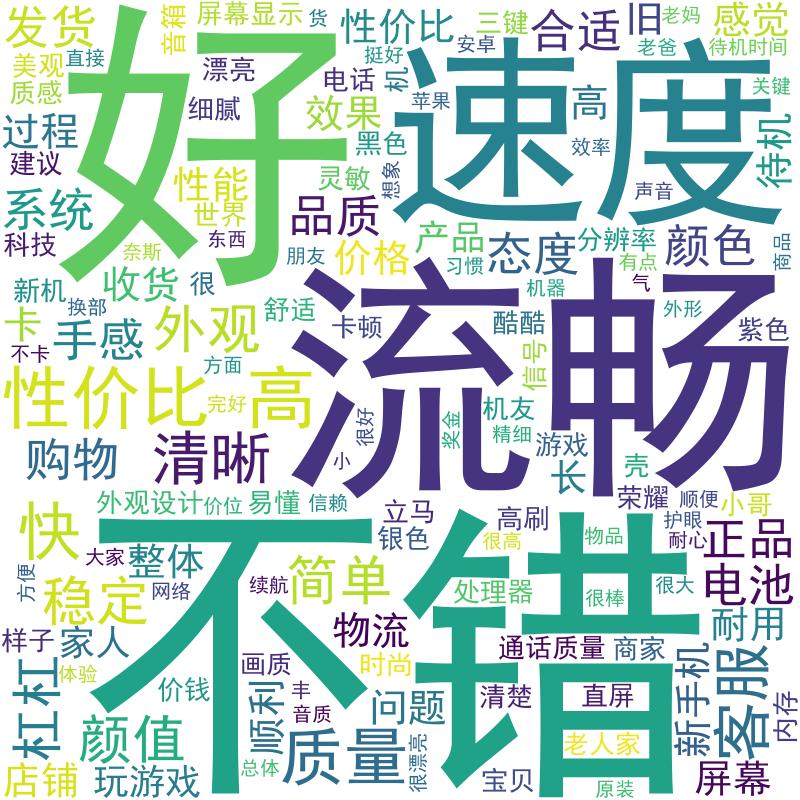 发货
音箱
屏幕显示
货
性价比
三键
合适
旧
老妈
感觉
美观
直接
好
漂亮
电话
挺好
机
安卓
老爸
待机时间
质感
细腻
效果
苹果
速度
高
关键
过程
黑色
效率
待机
建议
性能
灵敏
想象
声音
系统
世界
品质
产品
态度
分辨率
颜色
科技
奈斯
东西
朋友
价格
习惯
有点
商品
新机
收货
很
机器
气
换部
舒适
卡
手感
外观
卡顿
酷酷
外形
紫色
不卡
方面
流畅
信号
性价比
完好
高
很好
奖金
机友
精细
购物
清晰
小
游戏
长
壳
外观设计
价位
易懂
信赖
立马
高刷
荣耀
顺便
小哥
快
不错
银色
很高
物品
护眼
耐心
正品
大家
整体
方便
网络
续航
简单
处理器
很棒
很大
电池
稳定
样子
家人
物流
通话质量
商家
耐用
体验
画质
时尚
杠杠
价钱
顺利
丰
音质
问题
清楚
直屏
新手机
客服
内存
颜值
质量
很漂亮
老人家
店铺
玩游戏
总体
宝贝
原装
屏幕